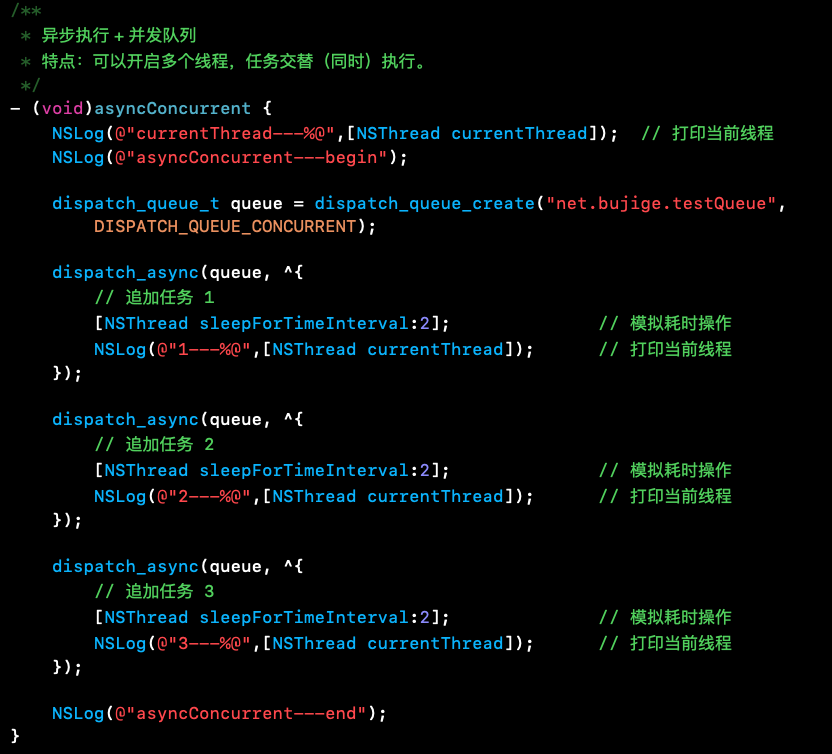 /**
 * 异步执行 + 并发队列
 * 特点：可以开启多个线程，任务交替（同时）执行。
 */
- (void)asyncConcurrent {
    NSLog(@"currentThread---%@",[NSThread currentThread]);  // 打印当前线程
    NSLog(@"asyncConcurrent---begin");
    dispatch_queue_t queue = dispatch_queue_create("net.bujige.testQueue",
        DISPATCH_QUEUE_CONCURRENT);
    dispatch_async(queue, ^{
        // 追加任务 1
        [NSThread sleepForTimeInterval:2];              // 模拟耗时操作
        NSLog(@"1---%@",[NSThread currentThread]);      // 打印当前线程
    });
    dispatch_async(queue, ^{
        // 追加任务 2
        [NSThread sleepForTimeInterval:2];              // 模拟耗时操作
        NSLog(@"2---%@",[NSThread currentThread]);      // 打印当前线程
    });
    dispatch_async(queue, ^{
        // 追加任务 3
        [NSThread sleepForTimeInterval:2];              // 模拟耗时操作
        NSLog(@"3---%@",[NSThread currentThread]);      // 打印当前线程
    });
    NSLog(@"asyncConcurrent---end");
}